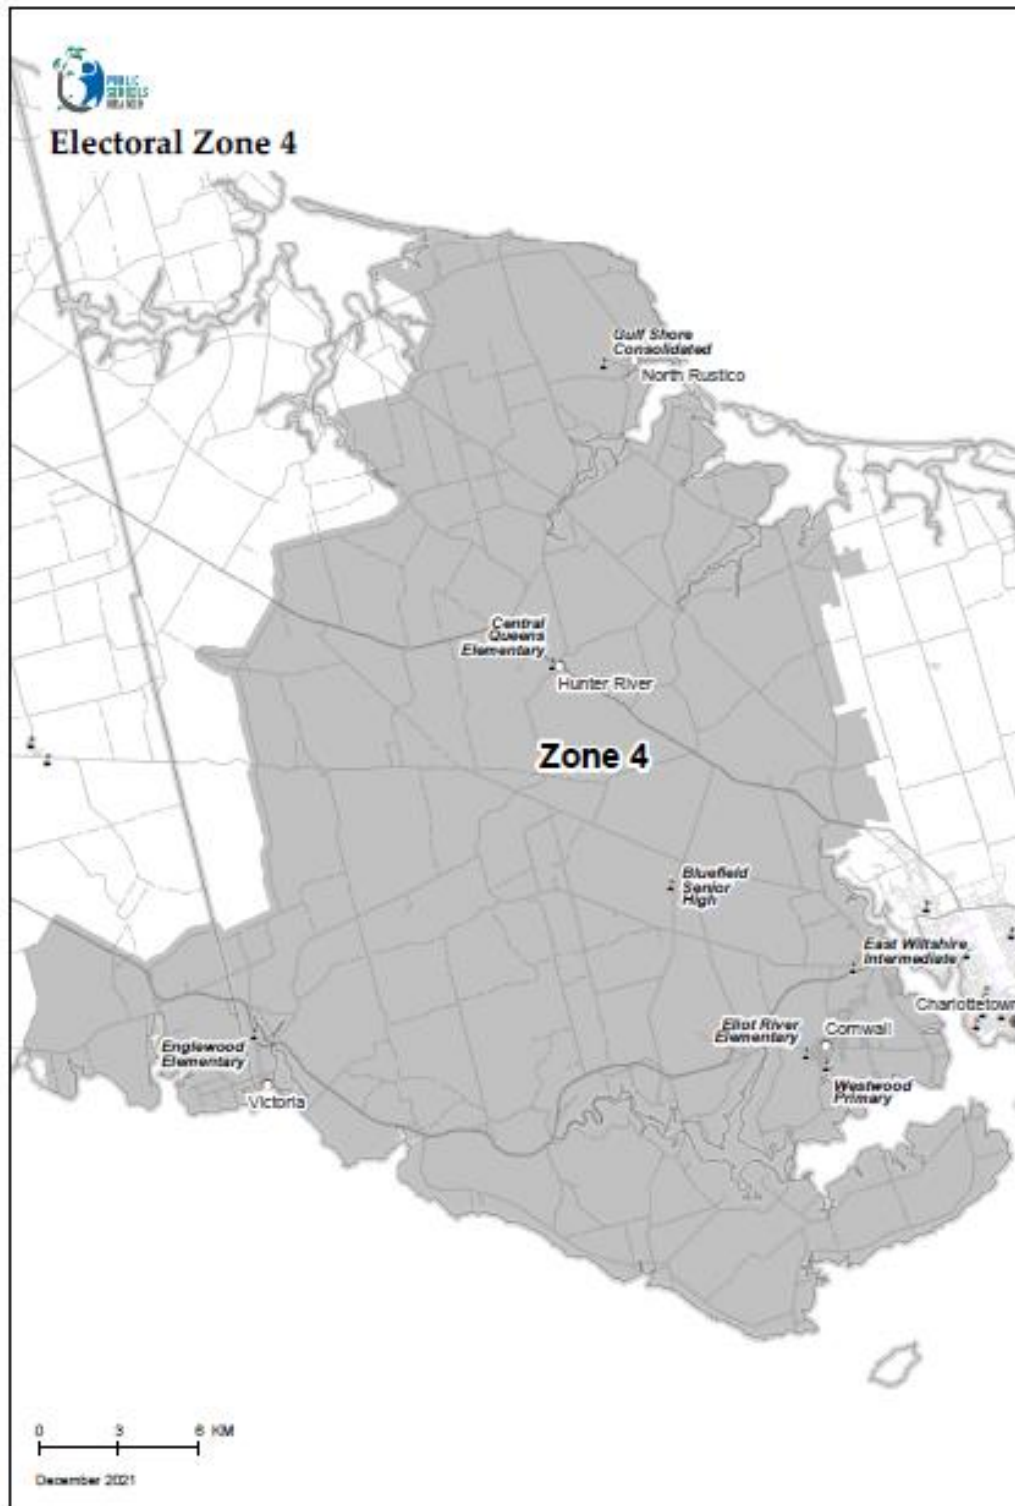 PUBLIC
SCHOOLS
BRANCH
Electoral Zone 4
Gulf Shore
Consolidated
North Rustico
Central
Queens
Elementary
Hunter River
Zone 4
Bluefield
Senior
High
East Wiltshire
Intermediate
Charlottetown
Eliot River
Elementary
Cornwall
Englewood
Elementary
Westwood
Primary
Victoria
0 3 6 KM
December 2021